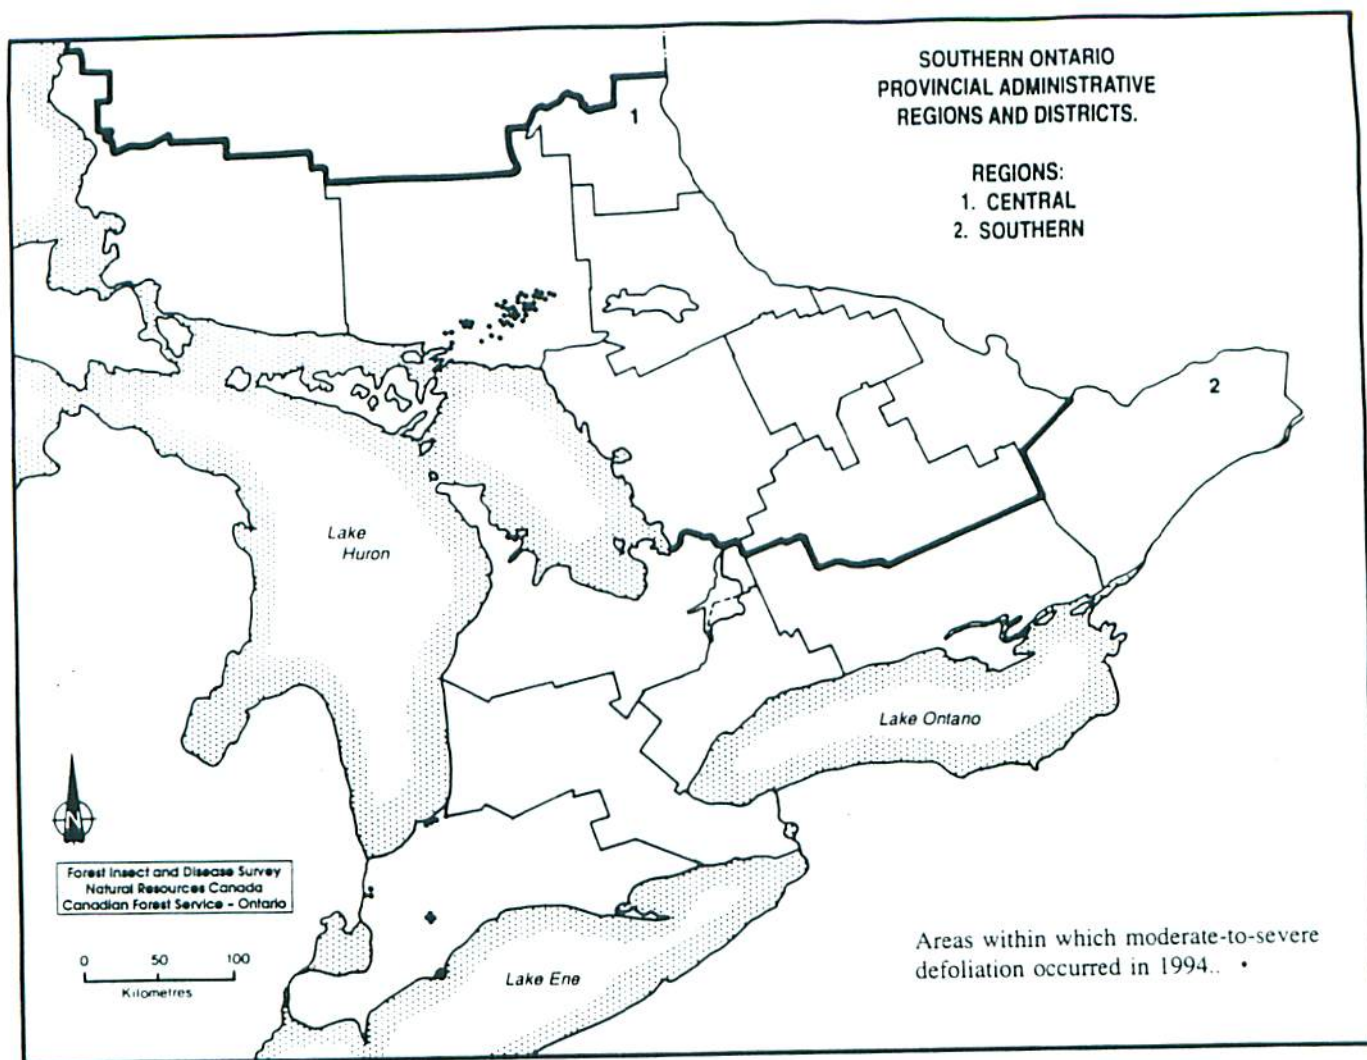 SOUTHERN ONTARIO
PROVINCIAL ADMINISTRATIVE
REGIONS AND DISTRICTS.
REGIONS:
1. CENTRAL
2. SOUTHERN
1
2
Lake
Huron
Lake Ontano
N
Forest Insect and Disease Survey
Natural Resources Canada
Canadian Forest Service - Ontario
0 50 100
Kilometres
Lake Ene
Areas within which moderate-to-severe
defoliation occurred in 1994.. •